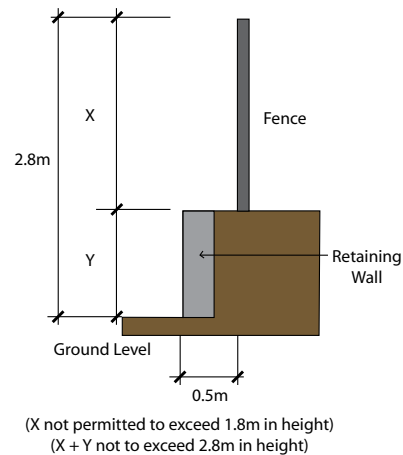 X
Fence
2.8m
Y
Retaining
Wall
Ground Level
0.5m
(X not permitted to exceed 1.8m in height)
(X + Y not to exceed 2.8m in height)